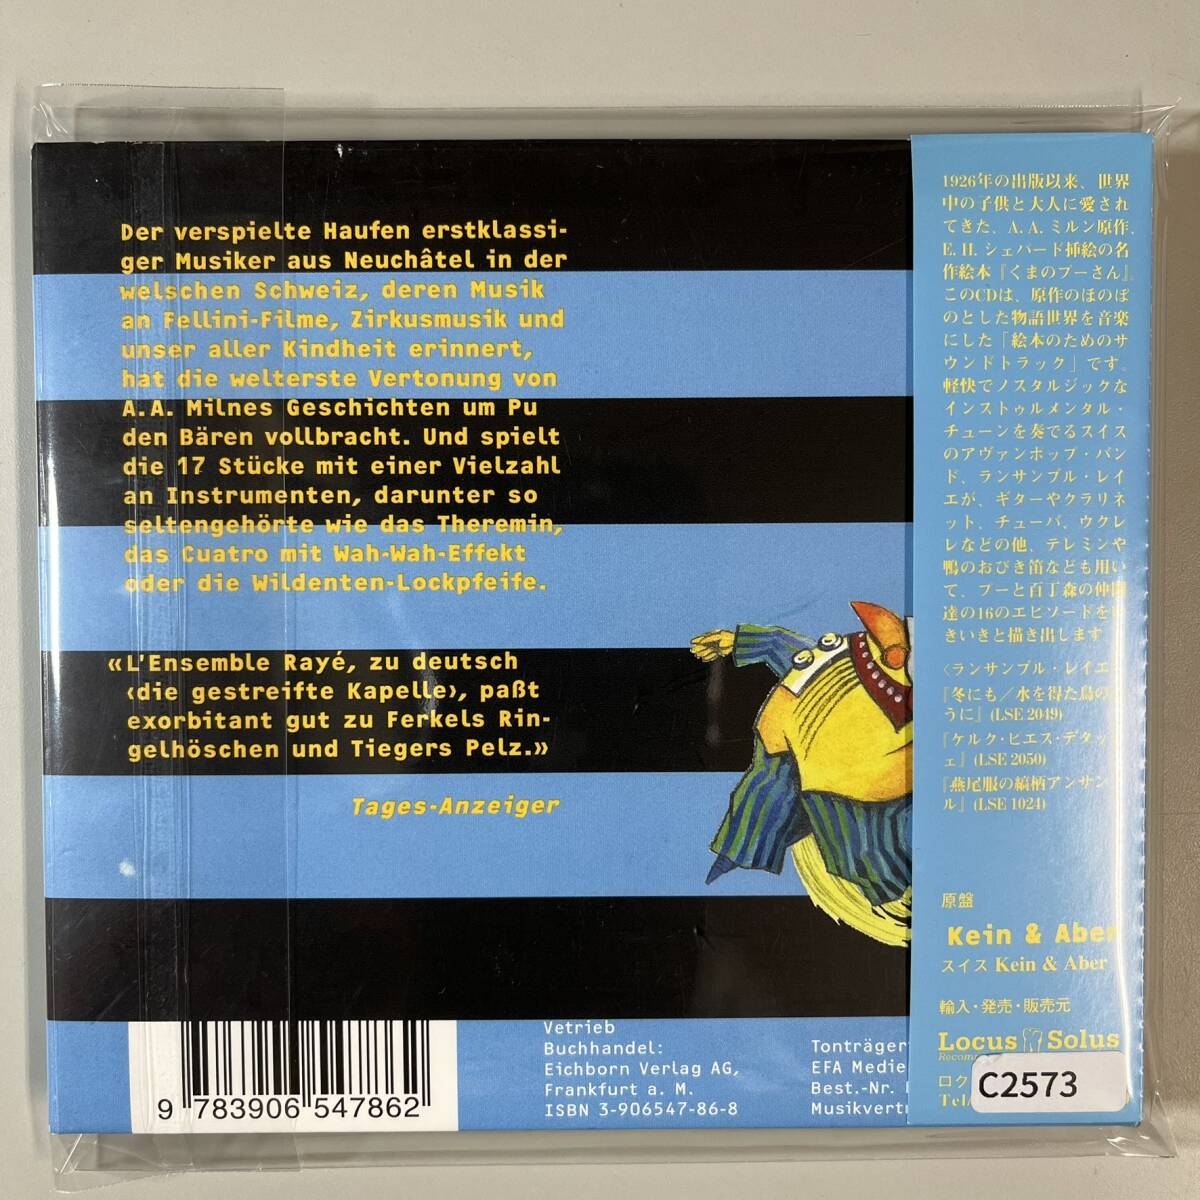 Der verspielte Haufen erstklassi-
ger Musiker aus Neuchâtel in der
welschen Schweiz, deren Musik
an Fellini-Filme, Zirkusmusik und
unser aller Kindheit erinnert,
hat die welterste Vertonung von
A.A. Milnes Geschichten um Pu
den Bären vollbracht. Und spielt
die 17 Stücke mit einer Vielzahl
an Instrumenten, darunter so
seltengehörte wie das Theremin,
das Cuatro mit Wah-Wah-Effekt
oder die Wildenten-Lockpfeife.
«L'Ensemble Rayé, zu deutsch
‹die gestreifte Kapelle›, paßt
exorbitant gut zu Ferkels Rin-
gelhöschen und Tiegers Pelz.»
Tages-Anzeiger
9 783906 547862
Vetrieb
Buchhandel:
Eichborn Verlag AG,
Frankfurt a. M.
ISBN 3-906547-86-8
Tonträger
EFA Medie
Best.-Nr.
Musikvertr
1926年の出版以来、世界
中の子供と大人に愛され
てきた、A. A. ミルン原作、
E. H. シェパード挿絵の名
作絵本『くまのプーさん』。
このCDは、原作のほのぼ
のとした物語世界を音楽
にした「絵本のためのサ
ウンドトラック」です。
軽快でノスタルジックな
インストゥルメンタル・
チューンを奏でるスイス
のアヴァンポップ・バン
ド、ランサンブル・レイ
エが、ギターやクラリネ
ット、チューバ、ウクレ
レなどの他、テレミンや
鴨のおびき笛なども用い
て、プーと百丁森の仲間
達の16のエピソードをい
きいきと描き出します。
〈ランサンブル・レイエ
『冬にも／水を得た鳥の
うに』(LSE 2049)
『ケルク・ピエス・デタッ
ェ』(LSE 2050)
『燕尾服の縞柄アンサン
ル』(LSE 1024)
原盤
Kein & Aber
スイス Kein & Aber
輸入・発売・販売元
Locus Solus
ロク
Tel/
C2573